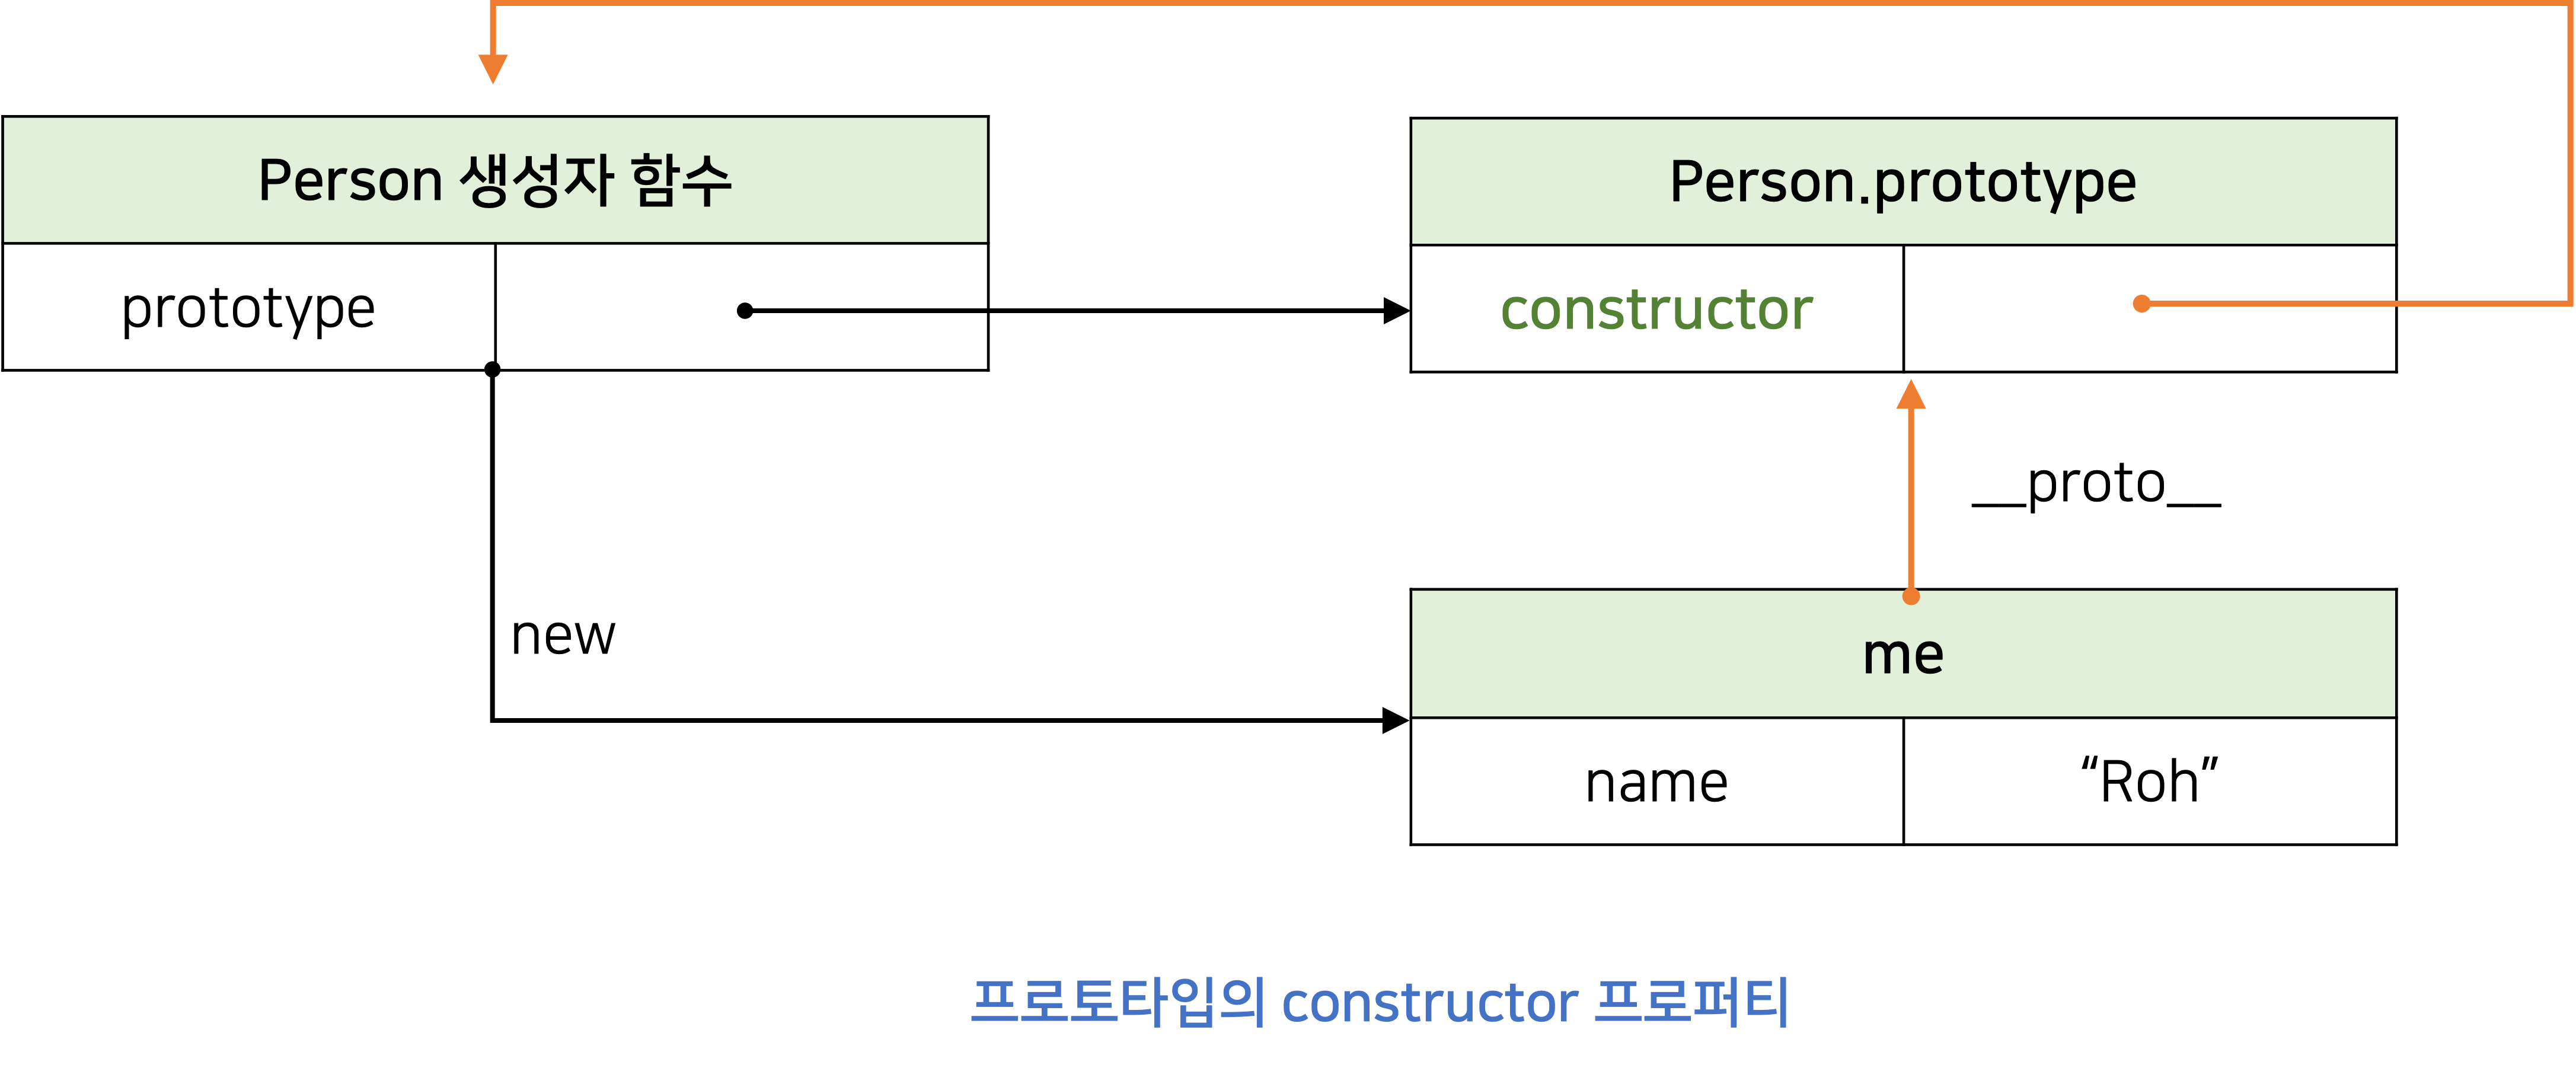 Person 생성자 함수
prototype
Person.prototype
constructor
__proto__
new
me
name
“Roh”
프로토타입의 constructor 프로퍼티